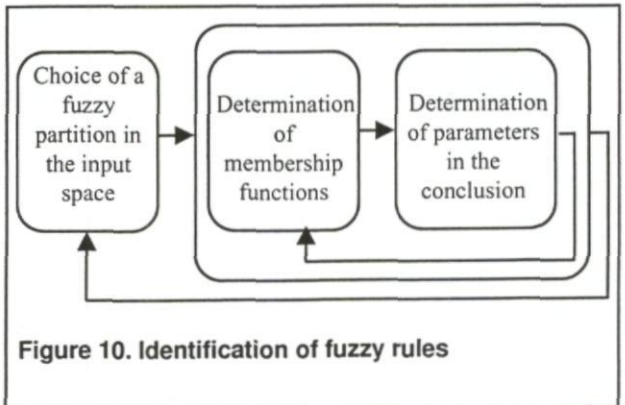 Choice of a
fuzzy
partition in
the input
space
Determination
of
membership
functions
Determination
of parameters
in the
conclusion
Figure 10. Identification of fuzzy rules